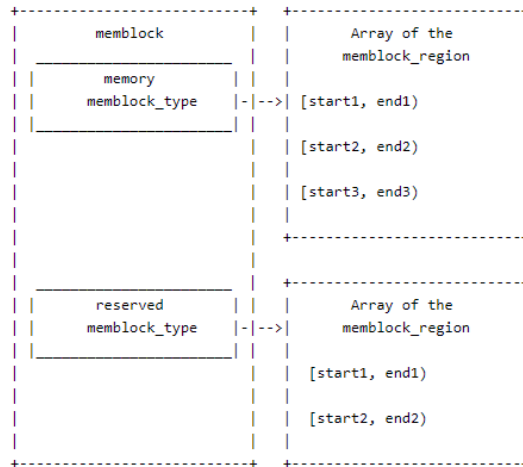 memblock
Array of the
memblock_region
memory
memblock_type
[start1, end1)
[start2, end2)
[start3, end3)
reserved
memblock_type
Array of the
memblock_region
[start1, end1)
[start2, end2)